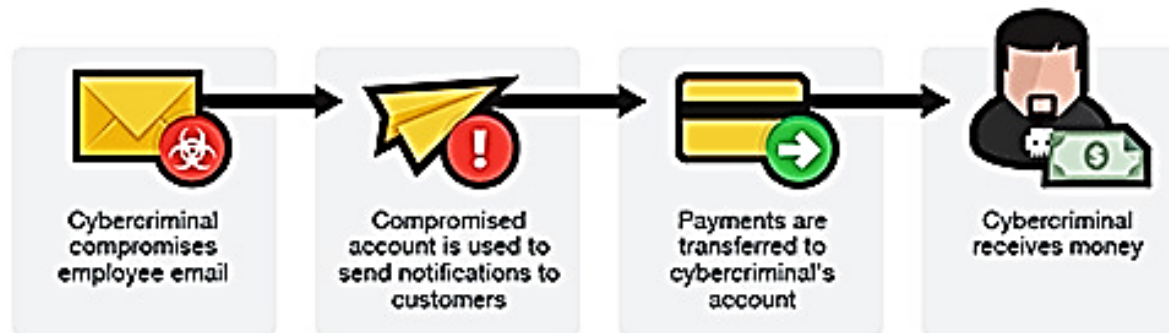 Cybercriminal
compromises
employee email
Compromised
account is used to
send notifications to
customers
Payments are
transferred to
cybercriminal's
account
Cybercriminal
receives money